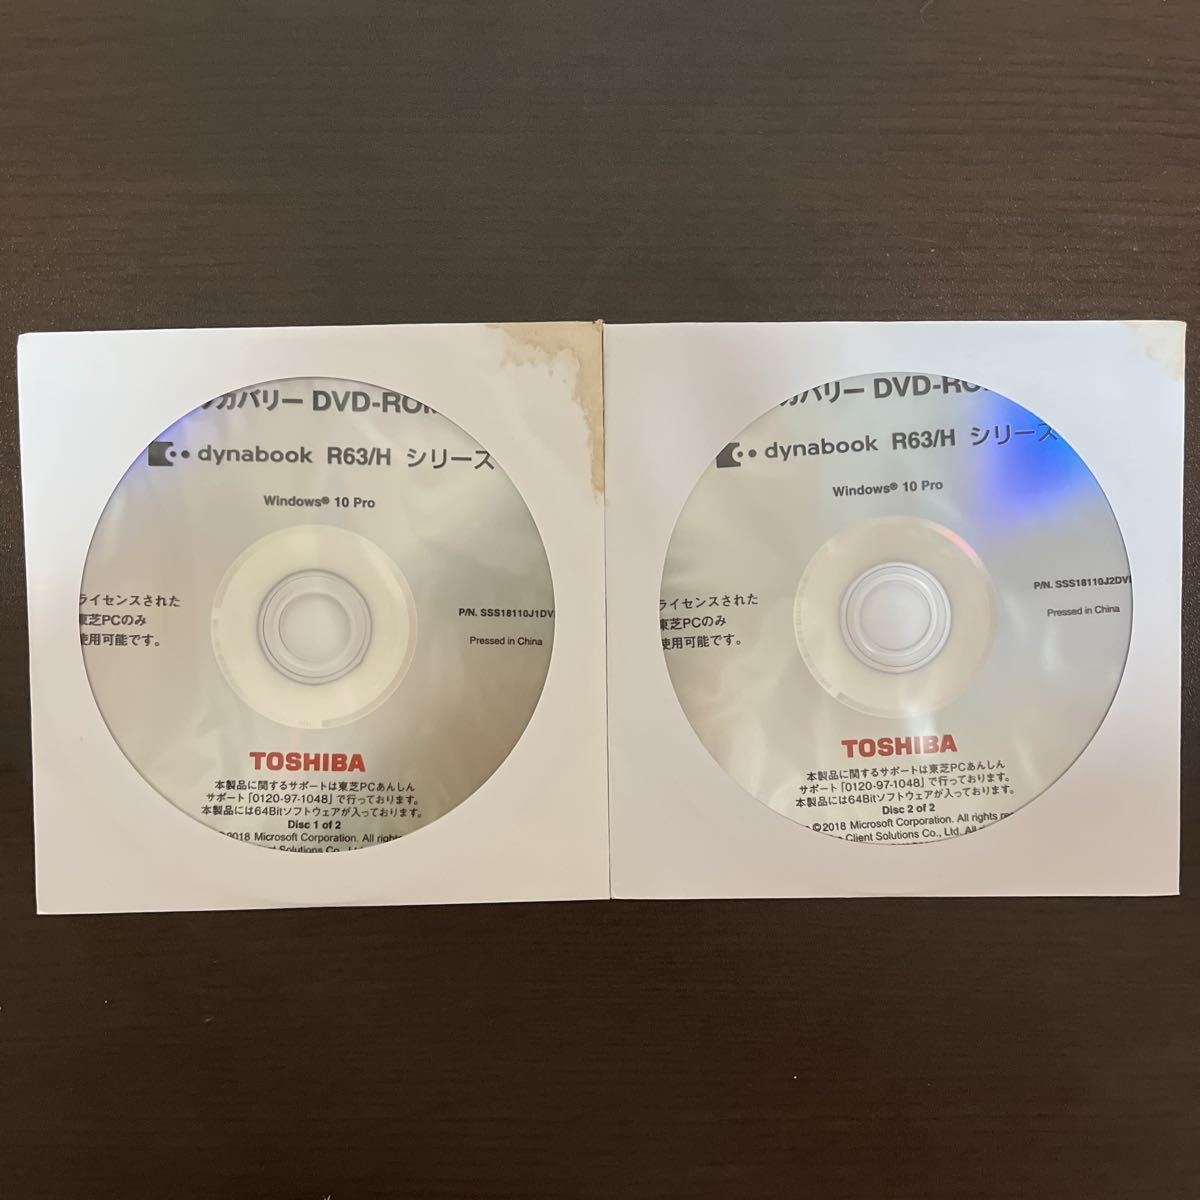 カバリー DVD-ROM
dynabook R63/H シリーズ
Windows® 10 Pro
ライセンスされた
東芝PCのみ
使用可能です。
P/N. SSS18110J1DV
Pressed in China
TOSHIBA
本製品に関するサポートは東芝PCあんしん
サポート「0120-97-1048」で行っております。
本製品には64Bitソフトウェアが入っております。
Disc 1 of 2
©2018 Microsoft Corporation. All rights
Client Solutions Co.,
カバリー DVD-ROM
dynabook R63/H シリーズ
Windows® 10 Pro
ライセンスされた
東芝PCのみ
使用可能です。
P/N. SSS18110J2DV
Pressed in China
TOSHIBA
本製品に関するサポートは東芝PCあんしん
サポート「0120-97-1048」で行っております。
本製品には64Bitソフトウェアが入っております。
Disc 2 of 2
©2018 Microsoft Corporation. All rights
Client Solutions Co., Ltd. All